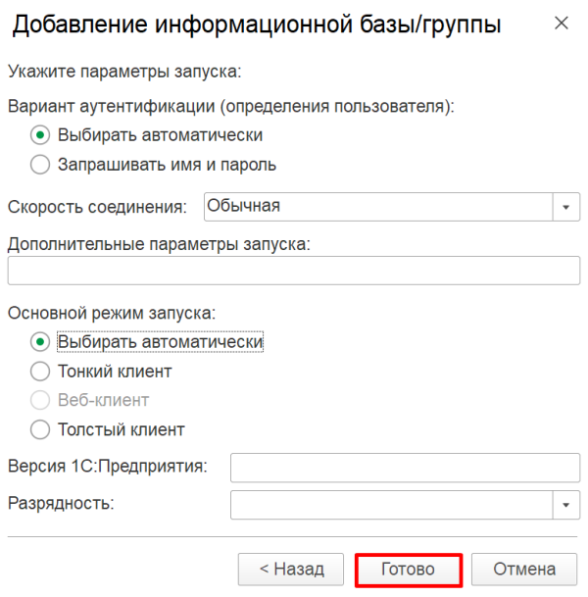 Добавление информационной базы/группы
Укажите параметры запуска:
Вариант аутентификации (определения пользователя):
Выбирать автоматически
Запрашивать имя и пароль
Скорость соединения: Обычная
Дополнительные параметры запуска:
Основной режим запуска:
Выбирать автоматически
Тонкий клиент
Веб-клиент
Толстый клиент
Версия 1С:Предприятия:
Разрядность:
< Назад Готово Отмена